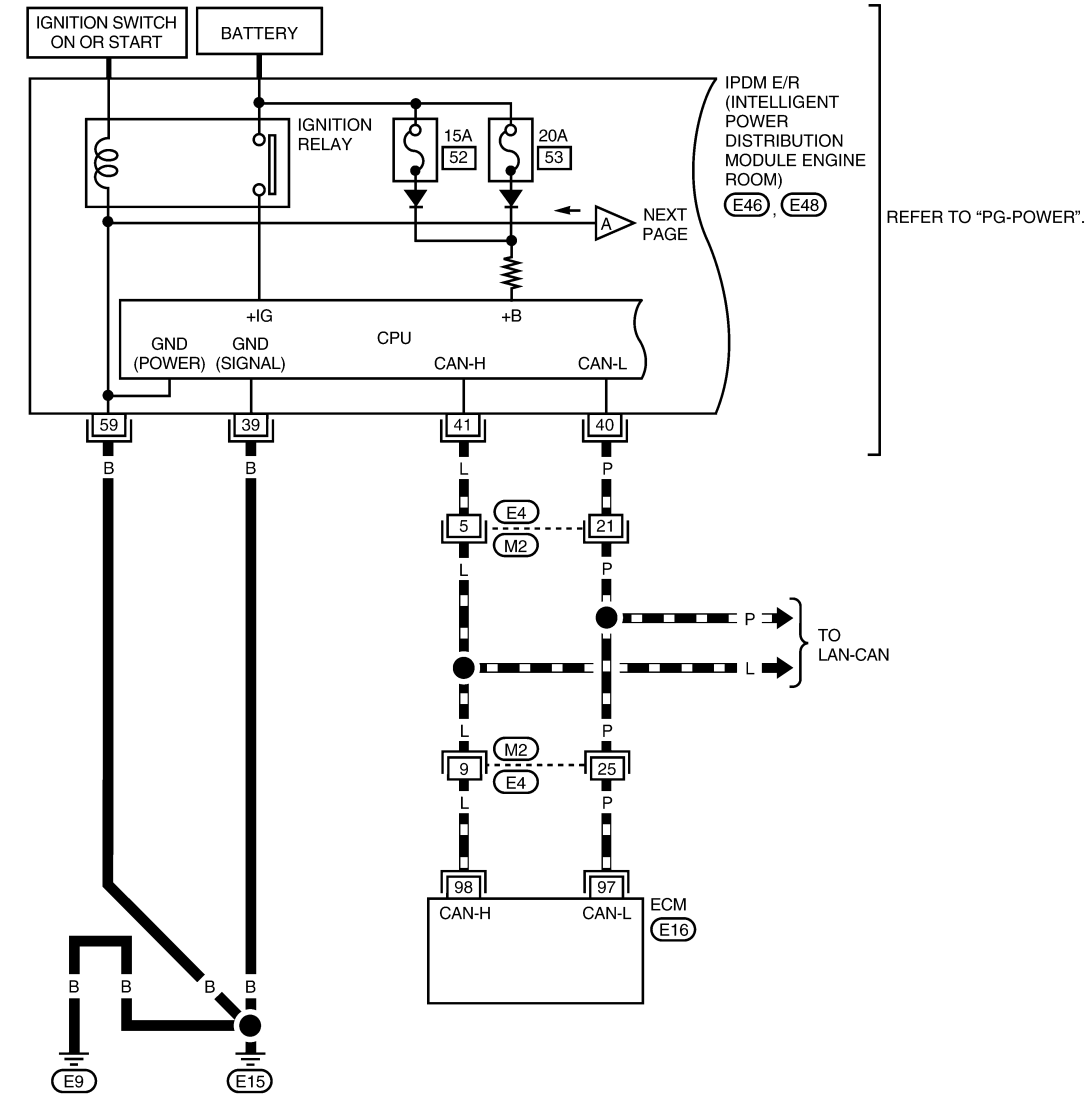 IGNITION SWITCH
ON OR START
BATTERY
IGNITION
RELAY
15A
52
20A
53
IPDM E/R
(INTELLIGENT
POWER
DISTRIBUTION
MODULE ENGINE
ROOM)
E46 , E48
REFER TO “PG-POWER”.
A
NEXT
PAGE
+IG
+B
CPU
GND
(POWER)
GND
(SIGNAL)
CAN-H
CAN-L
59
39
41
40
B
B
L
P
5
E4
M2
21
L
P
P
L
TO
LAN-CAN
L
P
9
M2
E4
25
L
P
98
97
CAN-H
CAN-L
ECM
E16
B
B
B
B
E9
E15